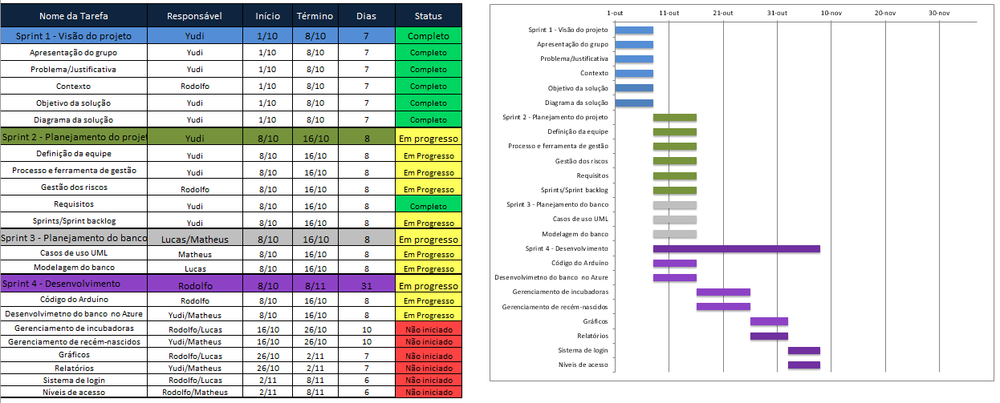 Nome da Tarefa Responsável Início Término Dias Status
Sprint 1 - Visão do projeto Yudi 1/10 8/10 7 Completo
Apresentação do grupo Yudi 1/10 8/10 7 Completo
Problema/Justificativa Yudi 1/10 8/10 7 Completo
Contexto Rodolfo 1/10 8/10 7 Completo
Objetivo da solução Yudi 1/10 8/10 7 Completo
Diagrama da solução Yudi 1/10 8/10 7 Completo
Sprint 2 - Planejamento do projet Yudi 8/10 16/10 8 Em progresso
Definição da equipe Yudi 8/10 16/10 8 Em Progresso
Processo e ferramenta de gestão Yudi 8/10 16/10 8 Em Progresso
Gestão dos riscos Rodolfo 8/10 16/10 8 Em Progresso
Requisitos Yudi 8/10 16/10 8 Completo
Sprints/Sprint backlog Yudi 8/10 16/10 8 Em Progresso
Sprint 3 - Planejamento do banco Lucas/Matheus 8/10 16/10 8 Em progresso
Casos de uso UML Matheus 8/10 16/10 8 Em Progresso
Modelagem do banco Lucas 8/10 16/10 8 Em Progresso
Sprint 4 - Desenvolvimento Rodolfo 8/10 8/11 31 Em progresso
Código do Arduíno Rodolfo 8/10 16/10 8 Em Progresso
Desenvolvimetno do banco no Azure Yudi/Matheus 8/10 16/10 8 Em Progresso
Gerenciamento de incubadoras Rodolfo/Lucas 16/10 26/10 10 Não iniciado
Gerenciamento de recém-nascidos Yudi/Matheus 16/10 26/10 10 Não iniciado
Gráficos Rodolfo/Lucas 26/10 2/11 7 Não iniciado
Relatórios Yudi/Matheus 26/10 2/11 7 Não iniciado
Sistema de login Rodolfo/Lucas 2/11 8/11 6 Não iniciado
Níveis de acesso Rodolfo/Matheus 2/11 8/11 6 Não iniciado
1-out 11-out 21-out 31-out 10-nov 20-nov 30-nov
Sprint 1 - Visão do projeto
Apresentação do grupo
Problema/Justificativa
Contexto
Objetivo da solução
Diagrama da solução
Sprint 2 - Planejamento do projeto
Definição da equipe
Processo e ferramenta de gestão
Gestão dos riscos
Requisitos
Sprints/Sprint backlog
Sprint 3 - Planejamento do banco
Casos de uso UML
Modelagem do banco
Sprint 4 - Desenvolvimento
Código do Arduíno
Desenvolvimetno do banco no Azure
Gerenciamento de incubadoras
Gerenciamento de recém-nascidos
Gráficos
Relatórios
Sistema de login
Níveis de acesso